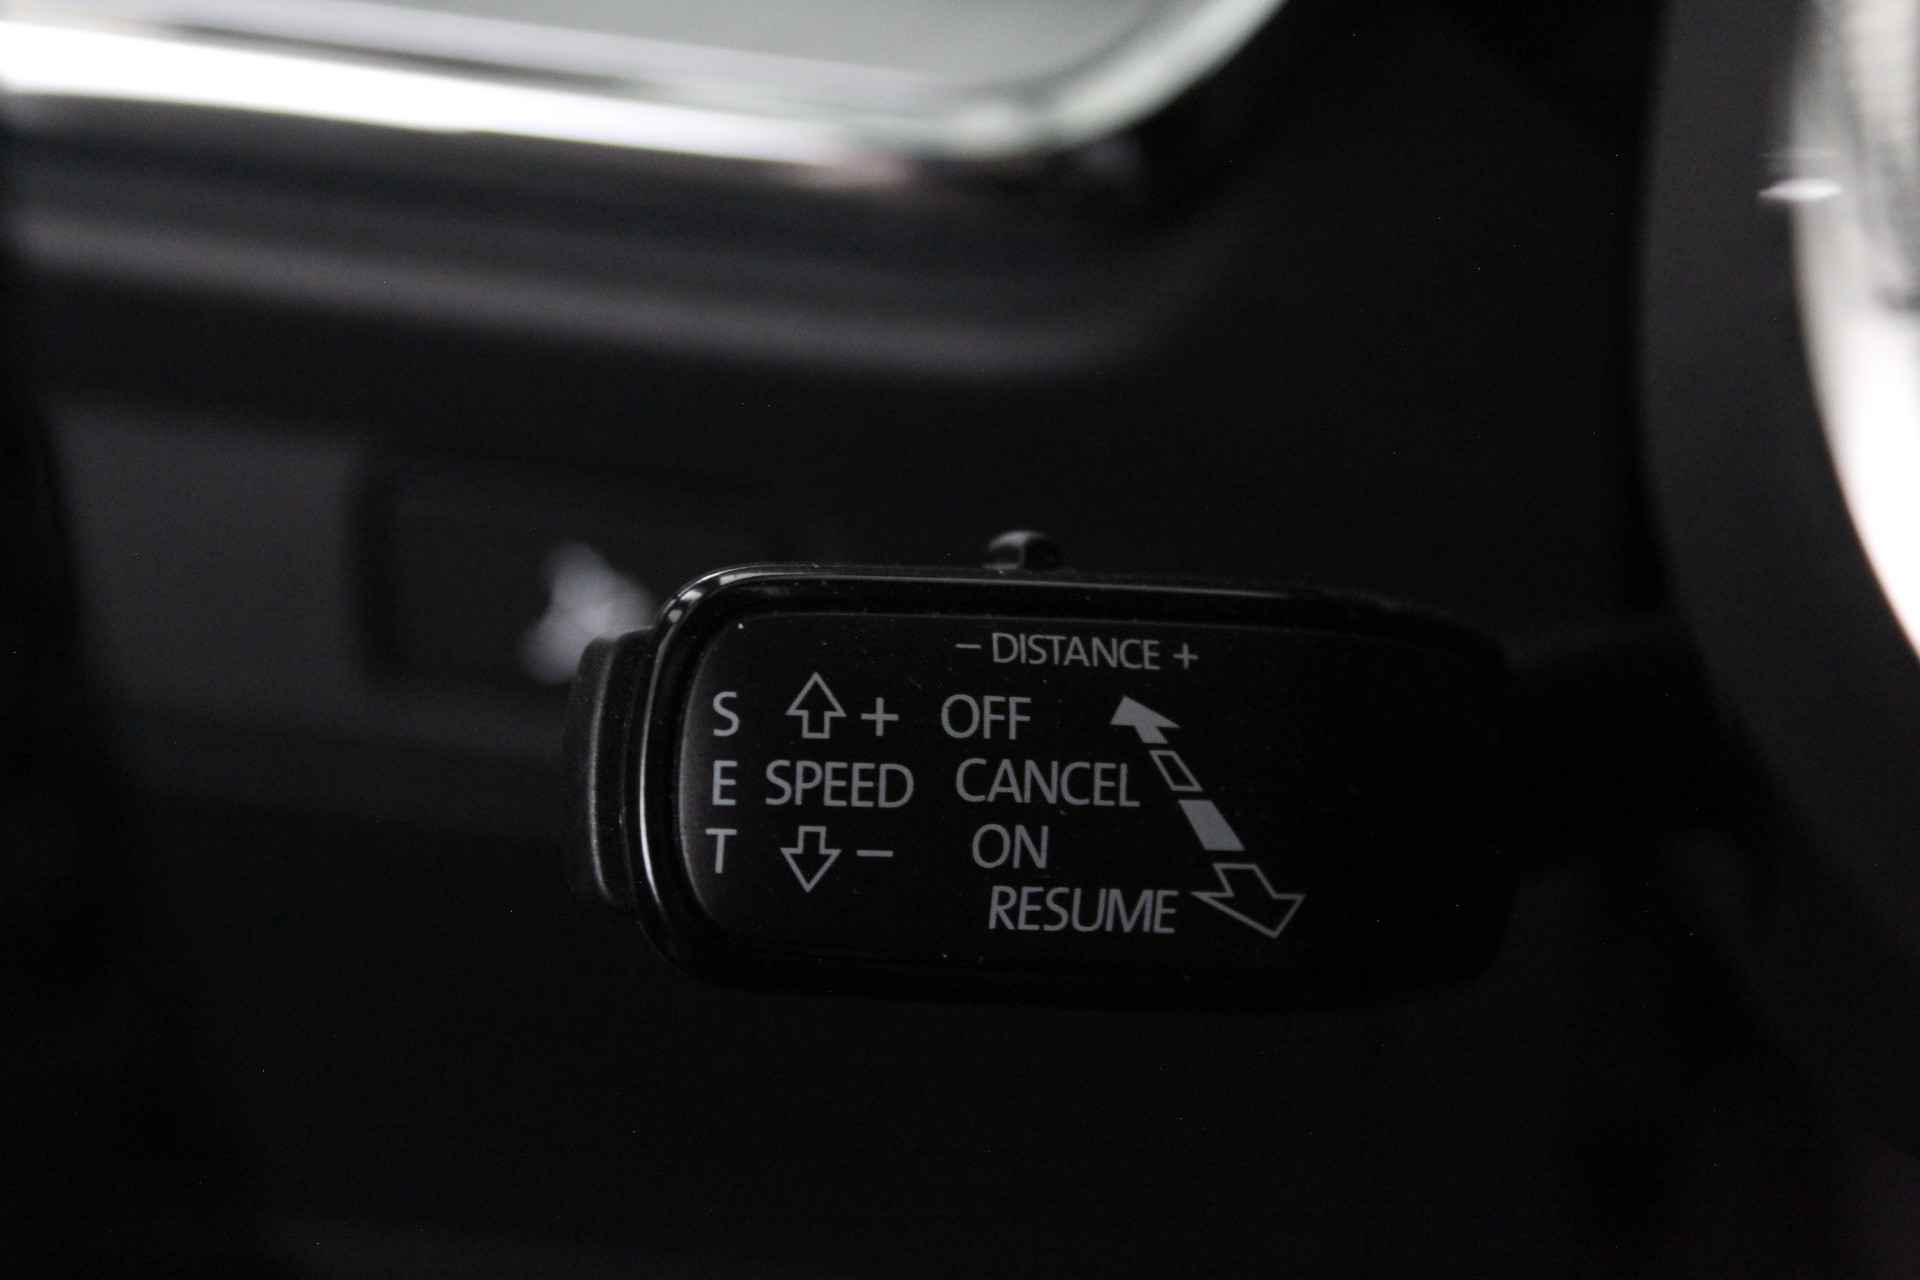 – DISTANCE +
S + OFF
E SPEED CANCEL
T – ON
RESUME